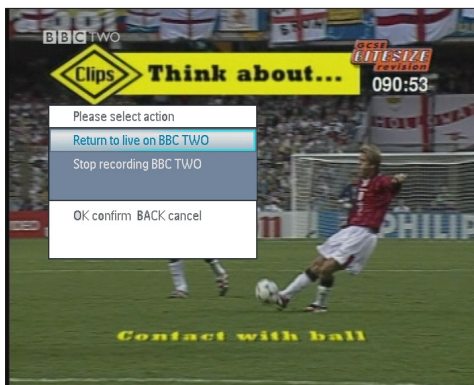 BBC TWO
GCSE
BITESIZE
revision
Clips Think about...
090:53
Please select action
Return to live on BBC TWO
Stop recording BBC TWO
OK confirm BACK cancel
PHILIP
Contact with ball